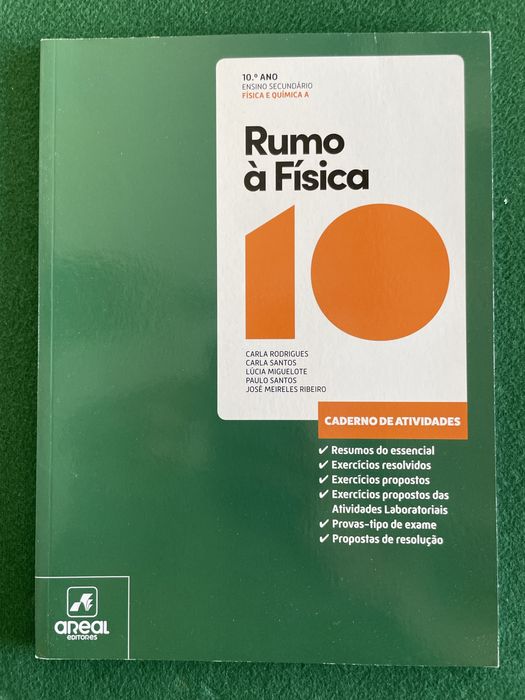 10.º ANO
ENSINO SECUNDÁRIO
FÍSICA E QUÍMICA A
Rumo
à Física
10
CARLA RODRIGUES
CARLA SANTOS
LÚCIA MIGUELOTE
PAULO SANTOS
JOSÉ MEIRELES RIBEIRO
CADERNO DE ATIVIDADES
✓ Resumos do essencial
✓ Exercícios resolvidos
✓ Exercícios propostos
✓ Exercícios propostos das
Atividades Laboratoriais
✓ Provas-tipo de exame
✓ Propostas de resolução
AREAL
EDITORES